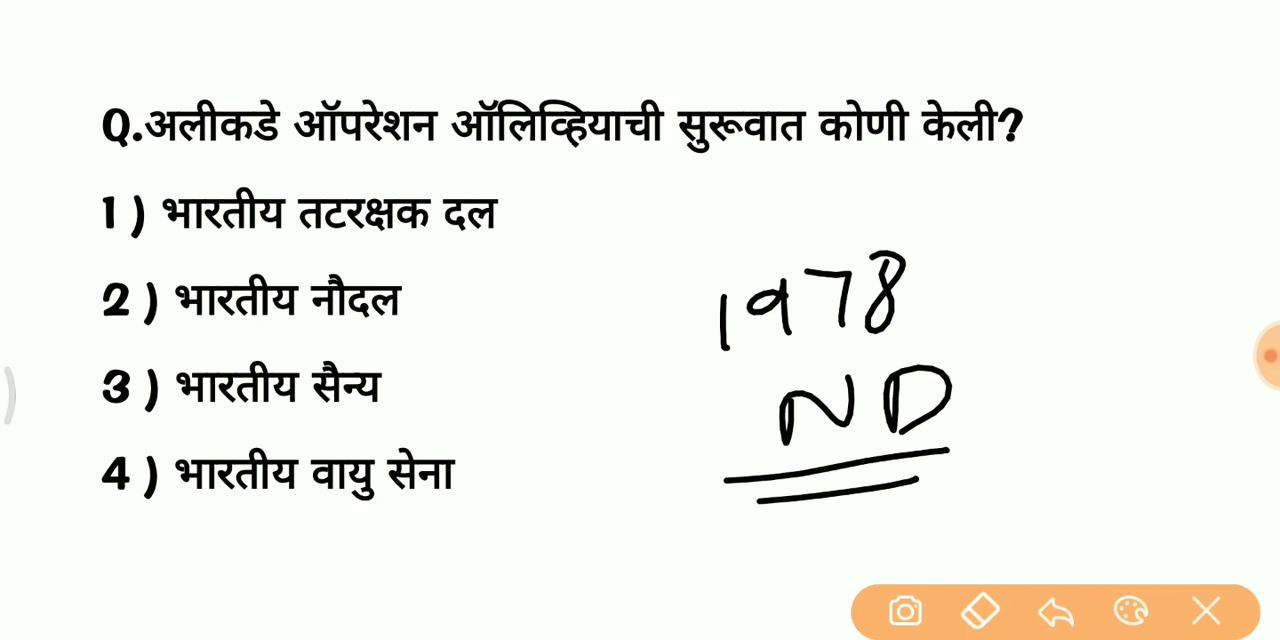 Q.अलीकडे ऑपरेशन ऑलिव्हियाची सुरूवात कोणी केली?
1 ) भारतीय तटरक्षक दल
2 ) भारतीय नौदल
3 ) भारतीय सैन्य
4 ) भारतीय वायु सेना
1978
ND